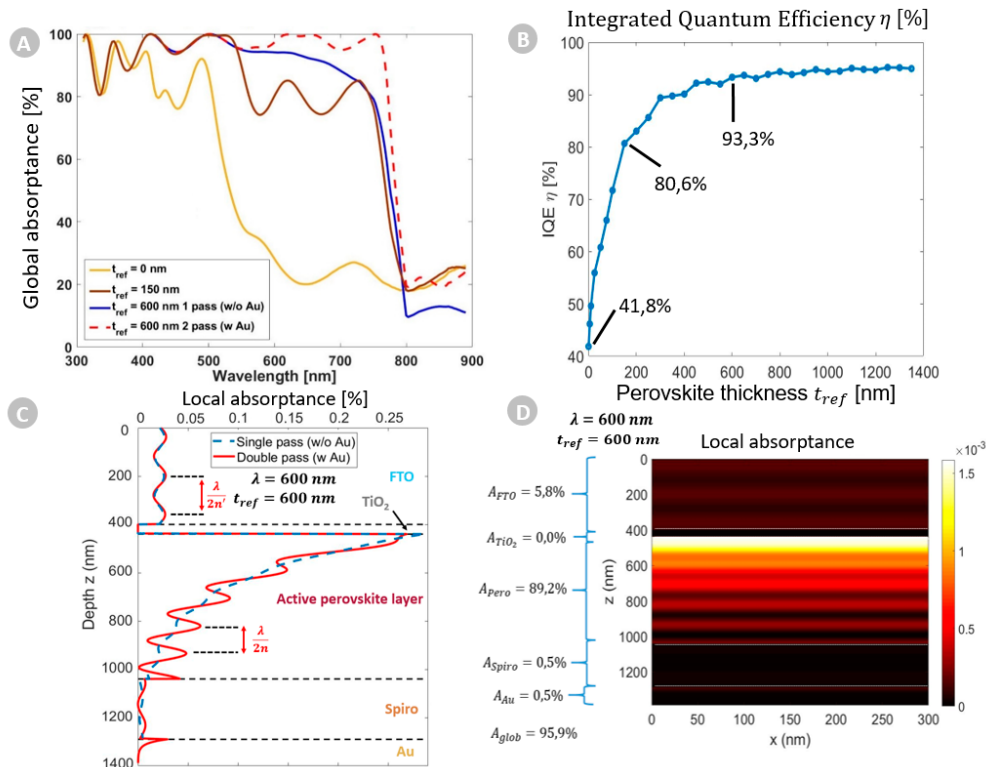 A
Global absorptance [%]
100
80
60
40
20
0
t_ref = 0 nm
t_ref = 150 nm
t_ref = 600 nm 1 pass (w/o Au)
t_ref = 600 nm 2 pass (w Au)
300 400 500 600 700 800 900
Wavelength [nm]
B
Integrated Quantum Efficiency η [%]
IQE η [%]
100
90
80
70
60
50
40
93,3%
80,6%
41,8%
0 200 400 600 800 1000 1200 1400
Perovskite thickness t_ref [nm]
C
Local absorptance [%]
0 0.05 0.1 0.15 0.2 0.25
Depth z (nm)
0
200
400
600
800
1000
1200
1400
Single pass (w/o Au)
Double pass (w Au)
λ = 600 nm
t_ref = 600 nm
λ/2n'
FTO
TiO₂
Active perovskite layer
λ/2n
Spiro
Au
D
λ = 600 nm
t_ref = 600 nm
Local absorptance
A_FTO = 5,8%
A_TiO₂ = 0,0%
A_Pero = 89,2%
A_Spiro = 0,5%
A_Au = 0,5%
A_glob = 95,9%
z (nm)
0
200
400
600
800
1000
1200
0 50 100 150 200 250 300
x (nm)
×10⁻³
1.5
1
0.5
0